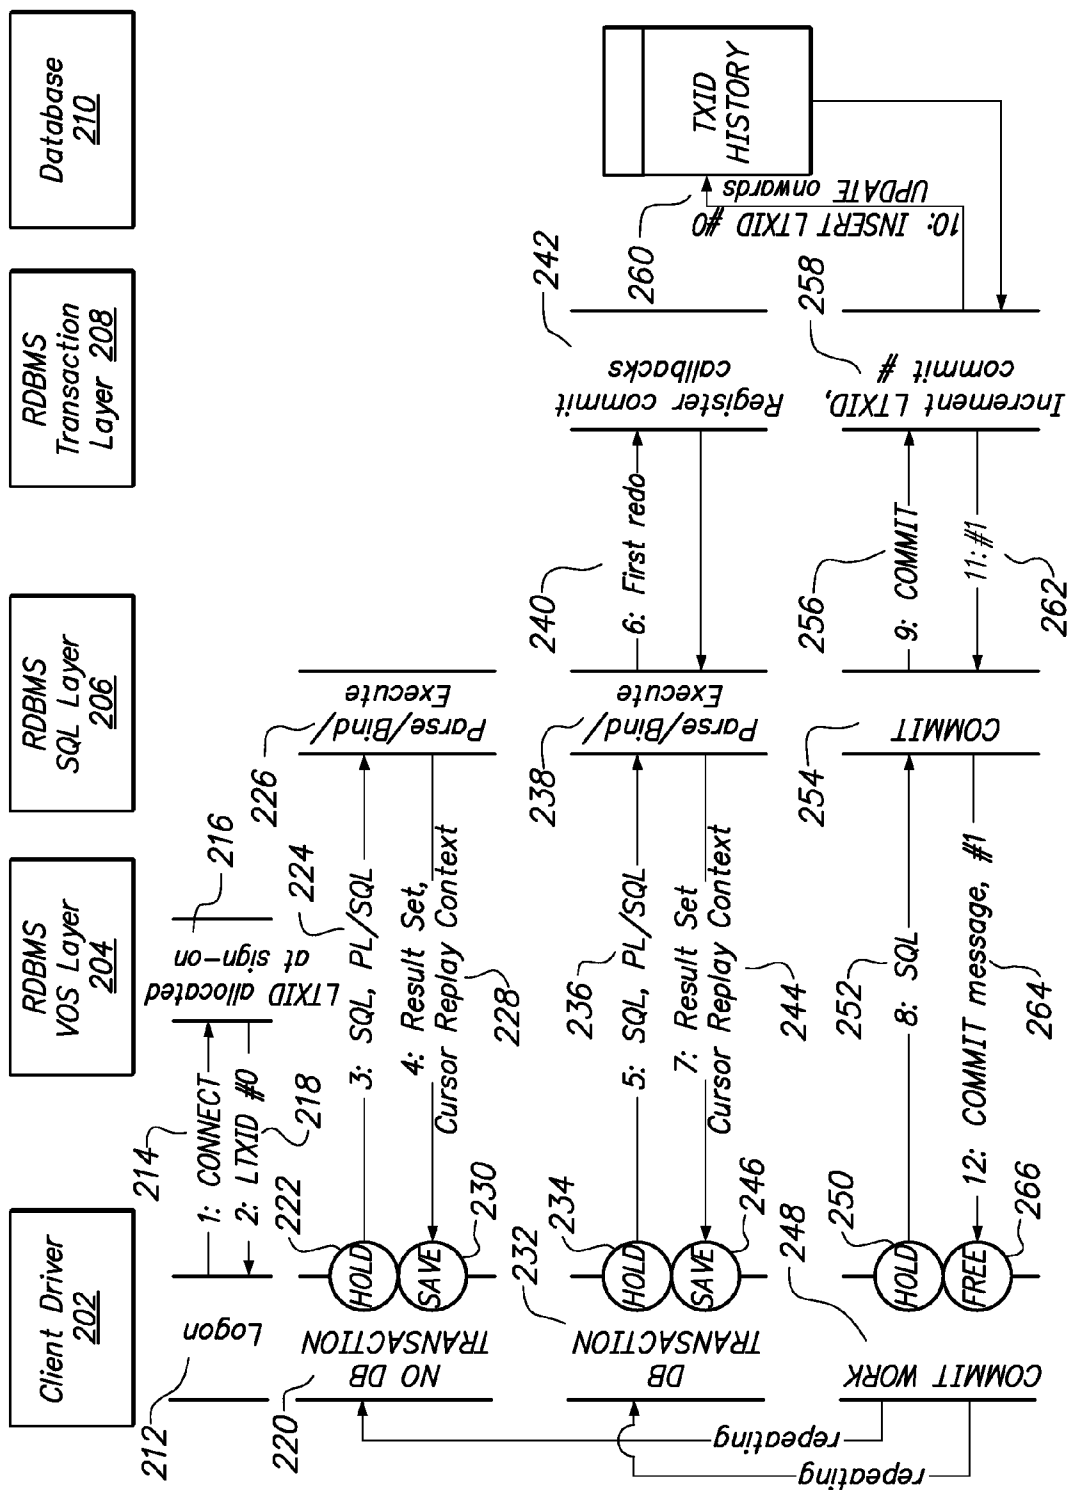 Client Driver
202
RDBMS
VOS Layer
204
RDBMS
SQL Layer
206
RDBMS
Transaction
Layer 208
Database
210
212
Logon
214
1: CONNECT
2: LTXID #0
218
LTXID allocated
at sign-on
216
220
NO DB
TRANSACTION
222
HOLD
SAVE
230
3: SQL, PL/SQL
224
4: Result Set,
Cursor Replay Context
228
226
Parse/Bind/
Execute
232
DB
TRANSACTION
234
HOLD
SAVE
246
236
5: SQL, PL/SQL
7: Result Set
Cursor Replay Context
244
238
Parse/Bind/
Execute
240
6: First redo
Register commit
callbacks
242
260
10: INSERT LTXID #0
UPDATE onwards
TXID
HISTORY
248
COMMIT WORK
250
HOLD
FREE
266
252
8: SQL
12: COMMIT message, #1
264
254
COMMIT
256
9: COMMIT
11: #1
262
Increment LTXID,
commit #
258
repeating
repeating